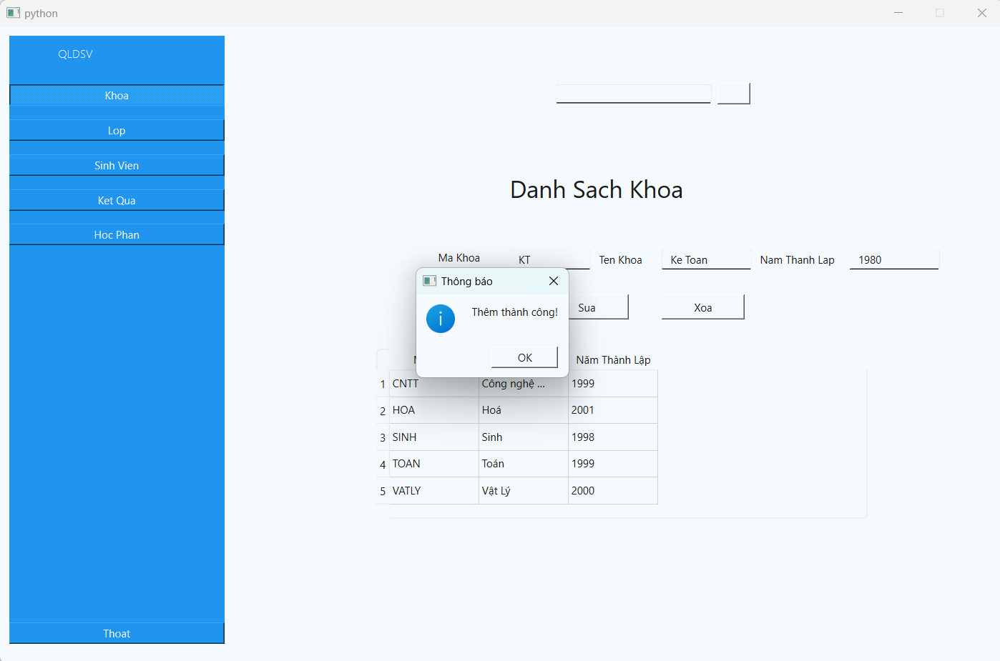 python
QLDSV
Khoa
Lop
Sinh Vien
Ket Qua
Hoc Phan
Thoat
Danh Sach Khoa
Ma Khoa KT Ten Khoa Ke Toan Nam Thanh Lap 1980
Sua Xoa
Thông báo
Thêm thành công!
OK
Năm Thành Lập
1 CNTT Công nghệ ... 1999
2 HOA Hoá 2001
3 SINH Sinh 1998
4 TOAN Toán 1999
5 VATLY Vật Lý 2000